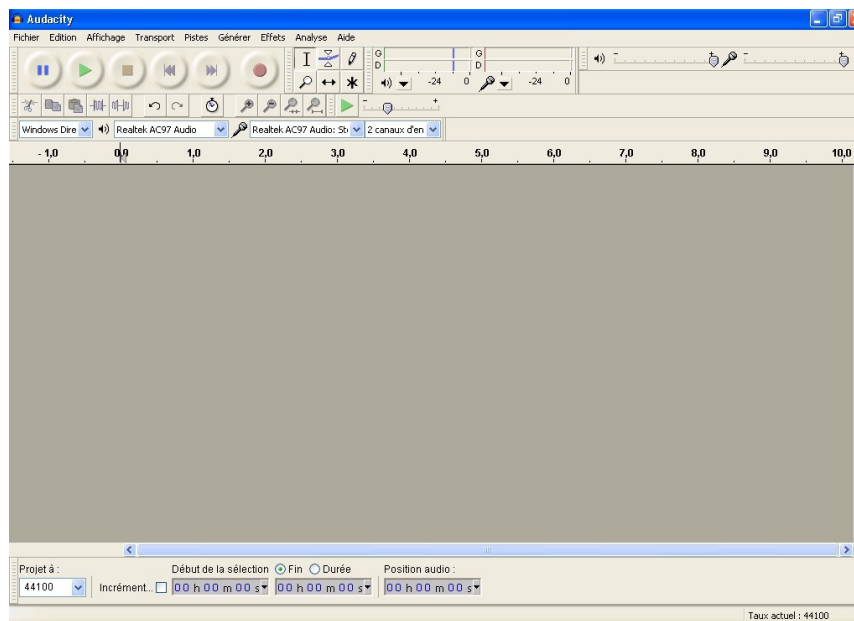 Audacity
Fichier Edition Affichage Transport Pistes Générer Effets Analyse Aide
G
D
-24 0
G
D
-24 0
Windows Dire
Realtek AC97 Audio
Realtek AC97 Audio: Ste
2 canaux d'en
- 1,0 0,0 1,0 2,0 3,0 4,0 5,0 6,0 7,0 8,0 9,0 10,0
Projet à : Début de la sélection Fin Durée Position audio :
44100 Incrément... 00 h 00 m 00 s 00 h 00 m 00 s 00 h 00 m 00 s
Taux actuel : 44100